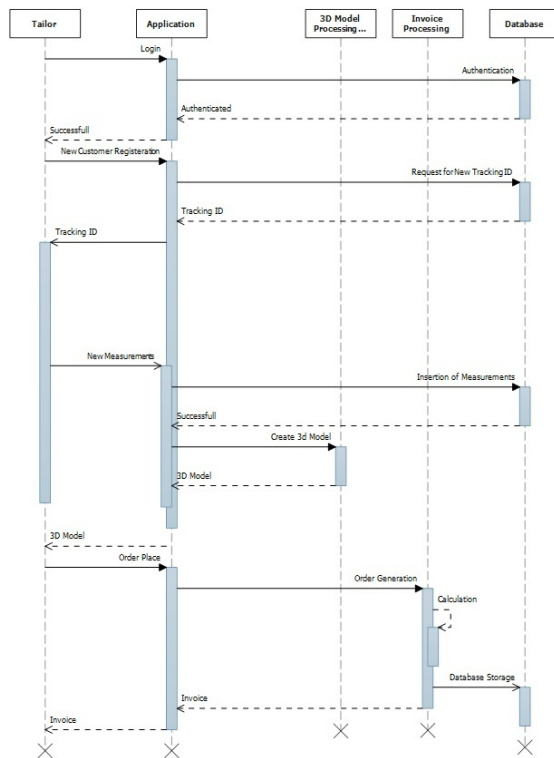 Tailor
Application
3D Model
Processing...
Invoice
Processing
Database
Login
Authentication
Authenticated
Successfull
New Customer Registeration
Request for New Tracking ID
Tracking ID
Tracking ID
New Measurements
Insertion of Measurements
Successfull
Create 3d Model
3D Model
3D Model
Order Place
Order Generation
Calculation
Database Storage
Invoice
Invoice